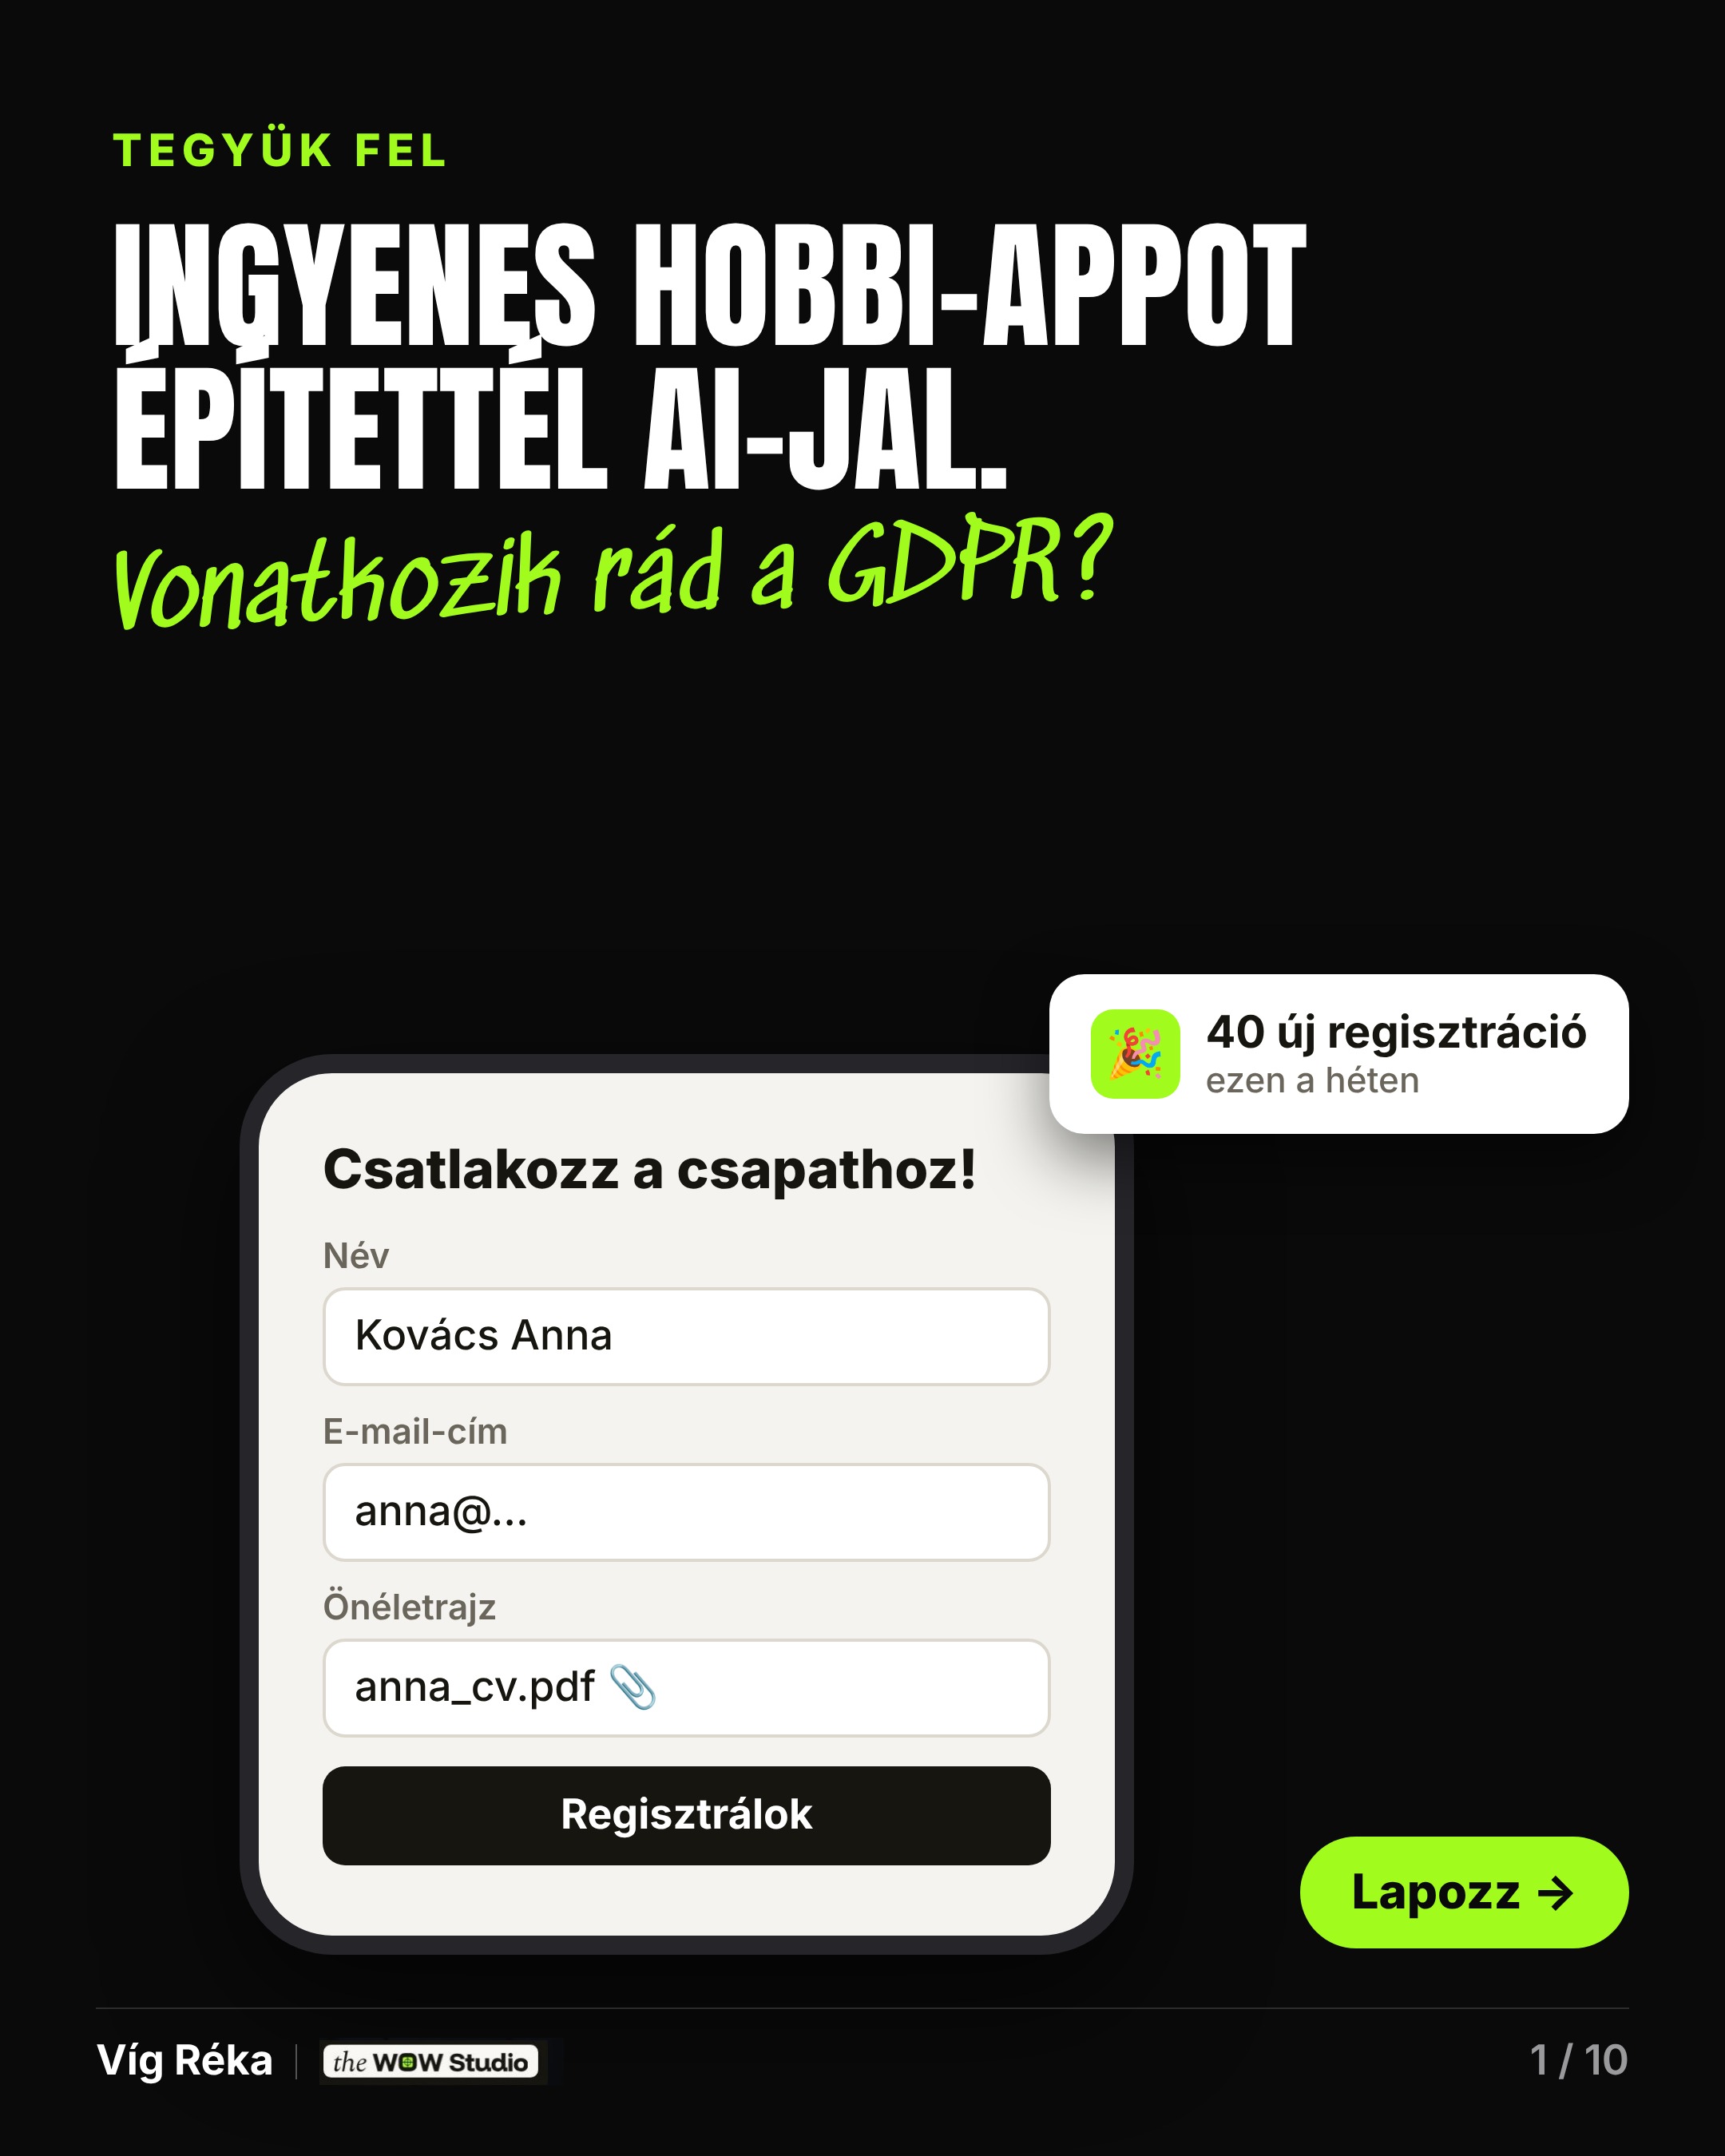 TEGYÜK FEL
INGYENES HOBBI-APPOT
ÉPÍTETTÉL AI-JAL.
Vonatkozik rád a GDPR?
40 új regisztráció
ezen a héten
Csatlakozz a csapathoz!
Név
Kovács Anna
E-mail-cím
anna@...
Önéletrajz
anna_cv.pdf
Regisztrálok
Lapozz →
Víg Réka
the WOW Studio
1 / 10